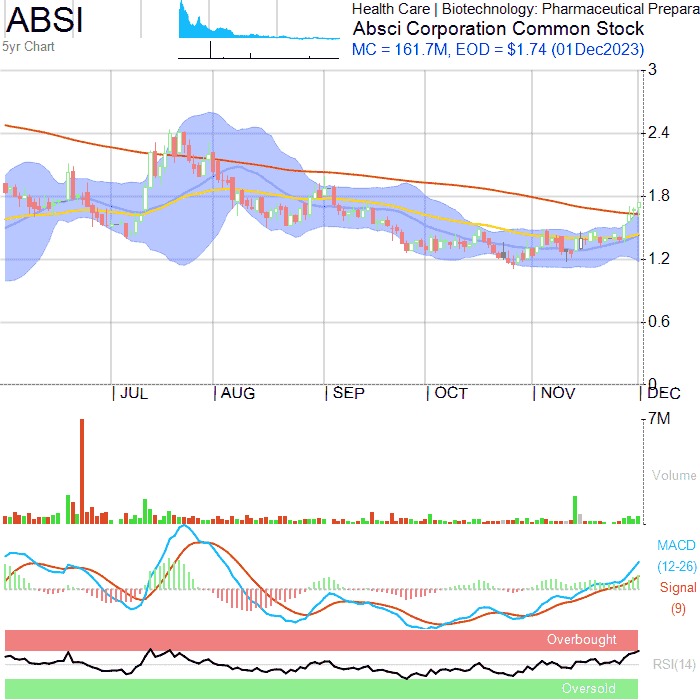 ABSI
5yr Chart
Health Care | Biotechnology: Pharmaceutical Prepara
Absci Corporation Common Stock
MC = 161.7M, EOD = $1.74 (01Dec2023)
3
2.4
1.8
1.2
0.6
0
JUL
AUG
SEP
OCT
NOV
DEC
7M
Volume
MACD
(12-26)
Signal
(9)
Overbought
RSI(14)
Oversold